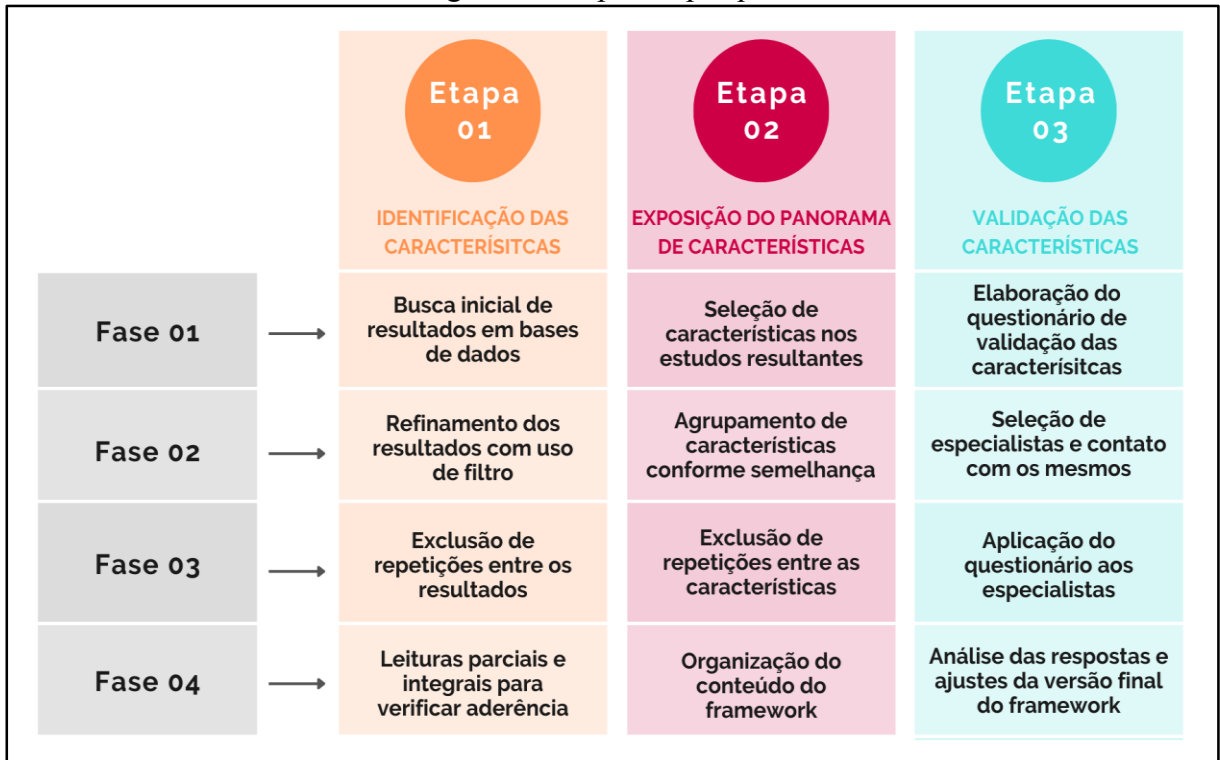 Etapa
01
Etapa
02
Etapa
03
IDENTIFICAÇÃO DAS
CARACTERÍSITCAS
EXPOSIÇÃO DO PANORAMA
DE CARACTERÍSTICAS
VALIDAÇÃO DAS
CARACTERÍSTICAS
Fase 01
Busca inicial de
resultados em bases
de dados
Seleção de
características nos
estudos resultantes
Elaboração do
questionário de
validação das
caracterísitcas
Fase 02
Refinamento dos
resultados com uso
de filtro
Agrupamento de
características
conforme semelhança
Seleção de
especialistas e contato
com os mesmos
Fase 03
Exclusão de
repetições entre os
resultados
Exclusão de
repetições entre as
características
Aplicação do
questionário aos
especialistas
Fase 04
Leituras parciais e
integrais para
verificar aderência
Organização do
conteúdo do
framework
Análise das respostas e
ajustes da versão final
do framework